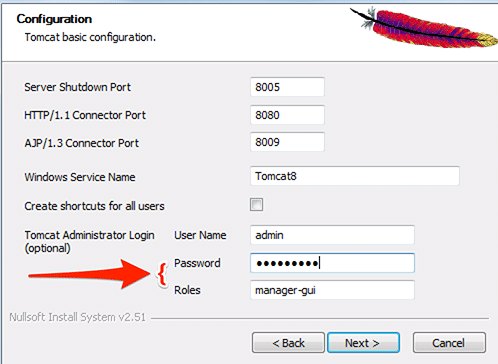 Configuration
Tomcat basic configuration.
Server Shutdown Port 8005
HTTP/1.1 Connector Port 8080
AJP/1.3 Connector Port 8009
Windows Service Name Tomcat8
Create shortcuts for all users
Tomcat Administrator Login User Name admin
(optional)
Password ●●●●●●●●●
Roles manager-gui
Nullsoft Install System v2.51
< Back Next > Cancel